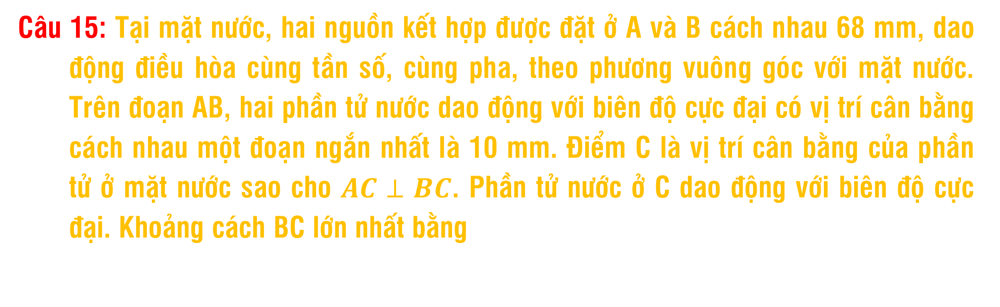 Câu 15: Tại mặt nước, hai nguồn kết hợp được đặt ở A và B cách nhau 68 mm, dao
động điều hòa cùng tần số, cùng pha, theo phương vuông góc với mặt nước.
Trên đoạn AB, hai phần tử nước dao động với biên độ cực đại có vị trí cân bằng
cách nhau một đoạn ngắn nhất là 10 mm. Điểm C là vị trí cân bằng của phần
tử ở mặt nước sao cho AC ⊥ BC. Phần tử nước ở C dao động với biên độ cực
đại. Khoảng cách BC lớn nhất bằng